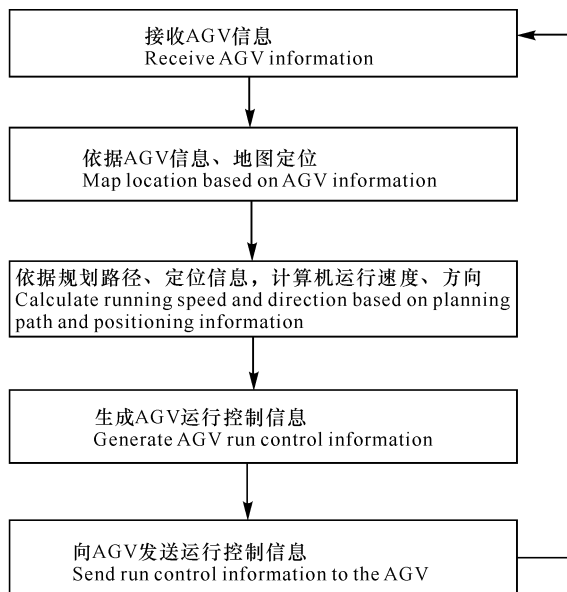 接收AGV信息
Receive AGV information
依据AGV信息、地图定位
Map location based on AGV information
依据规划路径、定位信息，计算机运行速度、方向
Calculate running speed and direction based on planning
path and positioning information
生成AGV运行控制信息
Generate AGV run control information
向AGV发送运行控制信息
Send run control information to the AGV